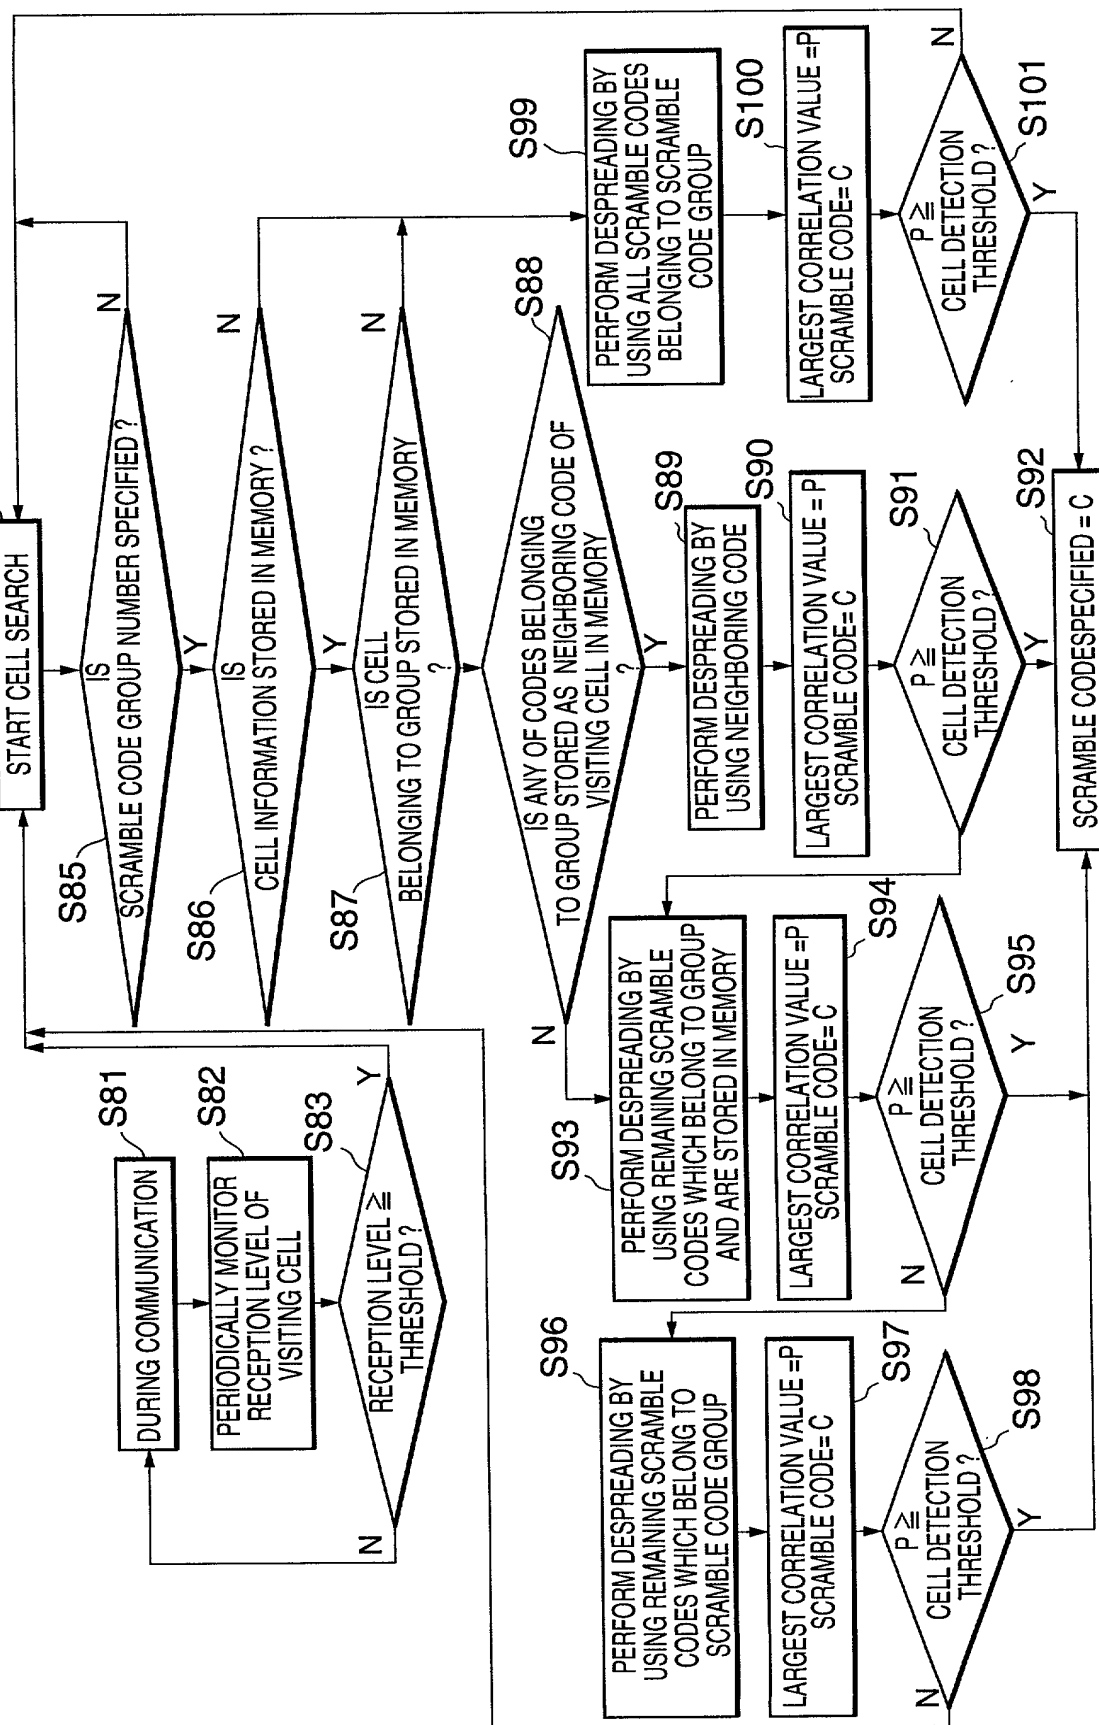 S81
DURING COMMUNICATION
S82
PERIODICALLY MONITOR
RECEPTION LEVEL OF
VISITING CELL
S83
RECEPTION LEVEL ≧
THRESHOLD ?
Y
N
START CELL SEARCH
S85
IS
SCRAMBLE CODE GROUP NUMBER SPECIFIED ?
N
Y
S86
IS
CELL INFORMATION STORED IN MEMORY ?
N
Y
S87
IS CELL
BELONGING TO GROUP STORED IN MEMORY
?
N
Y
S88
IS ANY OF CODES BELONGING
TO GROUP STORED AS NEIGHBORING CODE OF
VISITING CELL IN MEMORY
?
N
Y
S89
PERFORM DESPREADING BY
USING NEIGHBORING CODE
S90
LARGEST CORRELATION VALUE = P
SCRAMBLE CODE= C
S91
P ≧
CELL DETECTION
THRESHOLD ?
Y
S92
SCRAMBLE CODESPECIFIED = C
S93
PERFORM DESPREADING BY
USING REMAINING SCRAMBLE
CODES WHICH BELONG TO GROUP
AND ARE STORED IN MEMORY
S94
LARGEST CORRELATION VALUE =P
SCRAMBLE CODE= C
S95
P ≧
CELL DETECTION
THRESHOLD ?
N
Y
S96
PERFORM DESPREADING BY
USING REMAINING SCRAMBLE
CODES WHICH BELONG TO
SCRAMBLE CODE GROUP
S97
LARGEST CORRELATION VALUE =P
SCRAMBLE CODE= C
S98
P ≧
CELL DETECTION
THRESHOLD ?
N
Y
S99
PERFORM DESPREADING BY
USING ALL SCRAMBLE CODES
BELONGING TO SCRAMBLE
CODE GROUP
S100
LARGEST CORRELATION VALUE =P
SCRAMBLE CODE= C
S101
P ≧
CELL DETECTION
THRESHOLD ?
N
Y